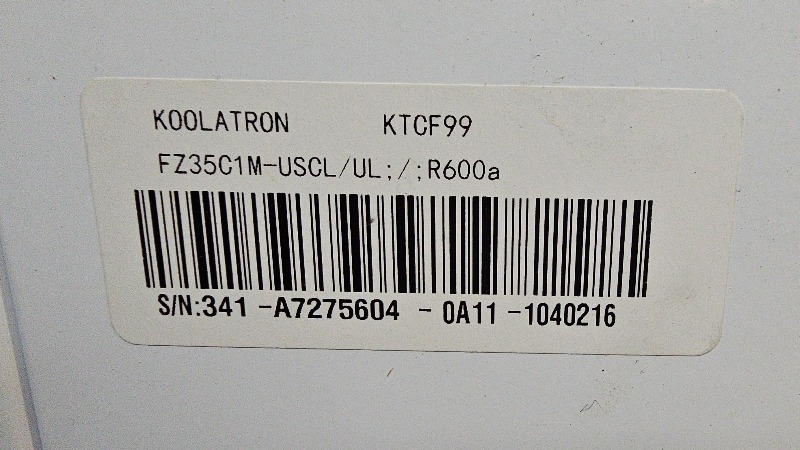 KOOLATRON KTCF99
FZ35C1M-USCL/UL;/;R600a
S/N:341 -A7275604 - 0A11 -1040216